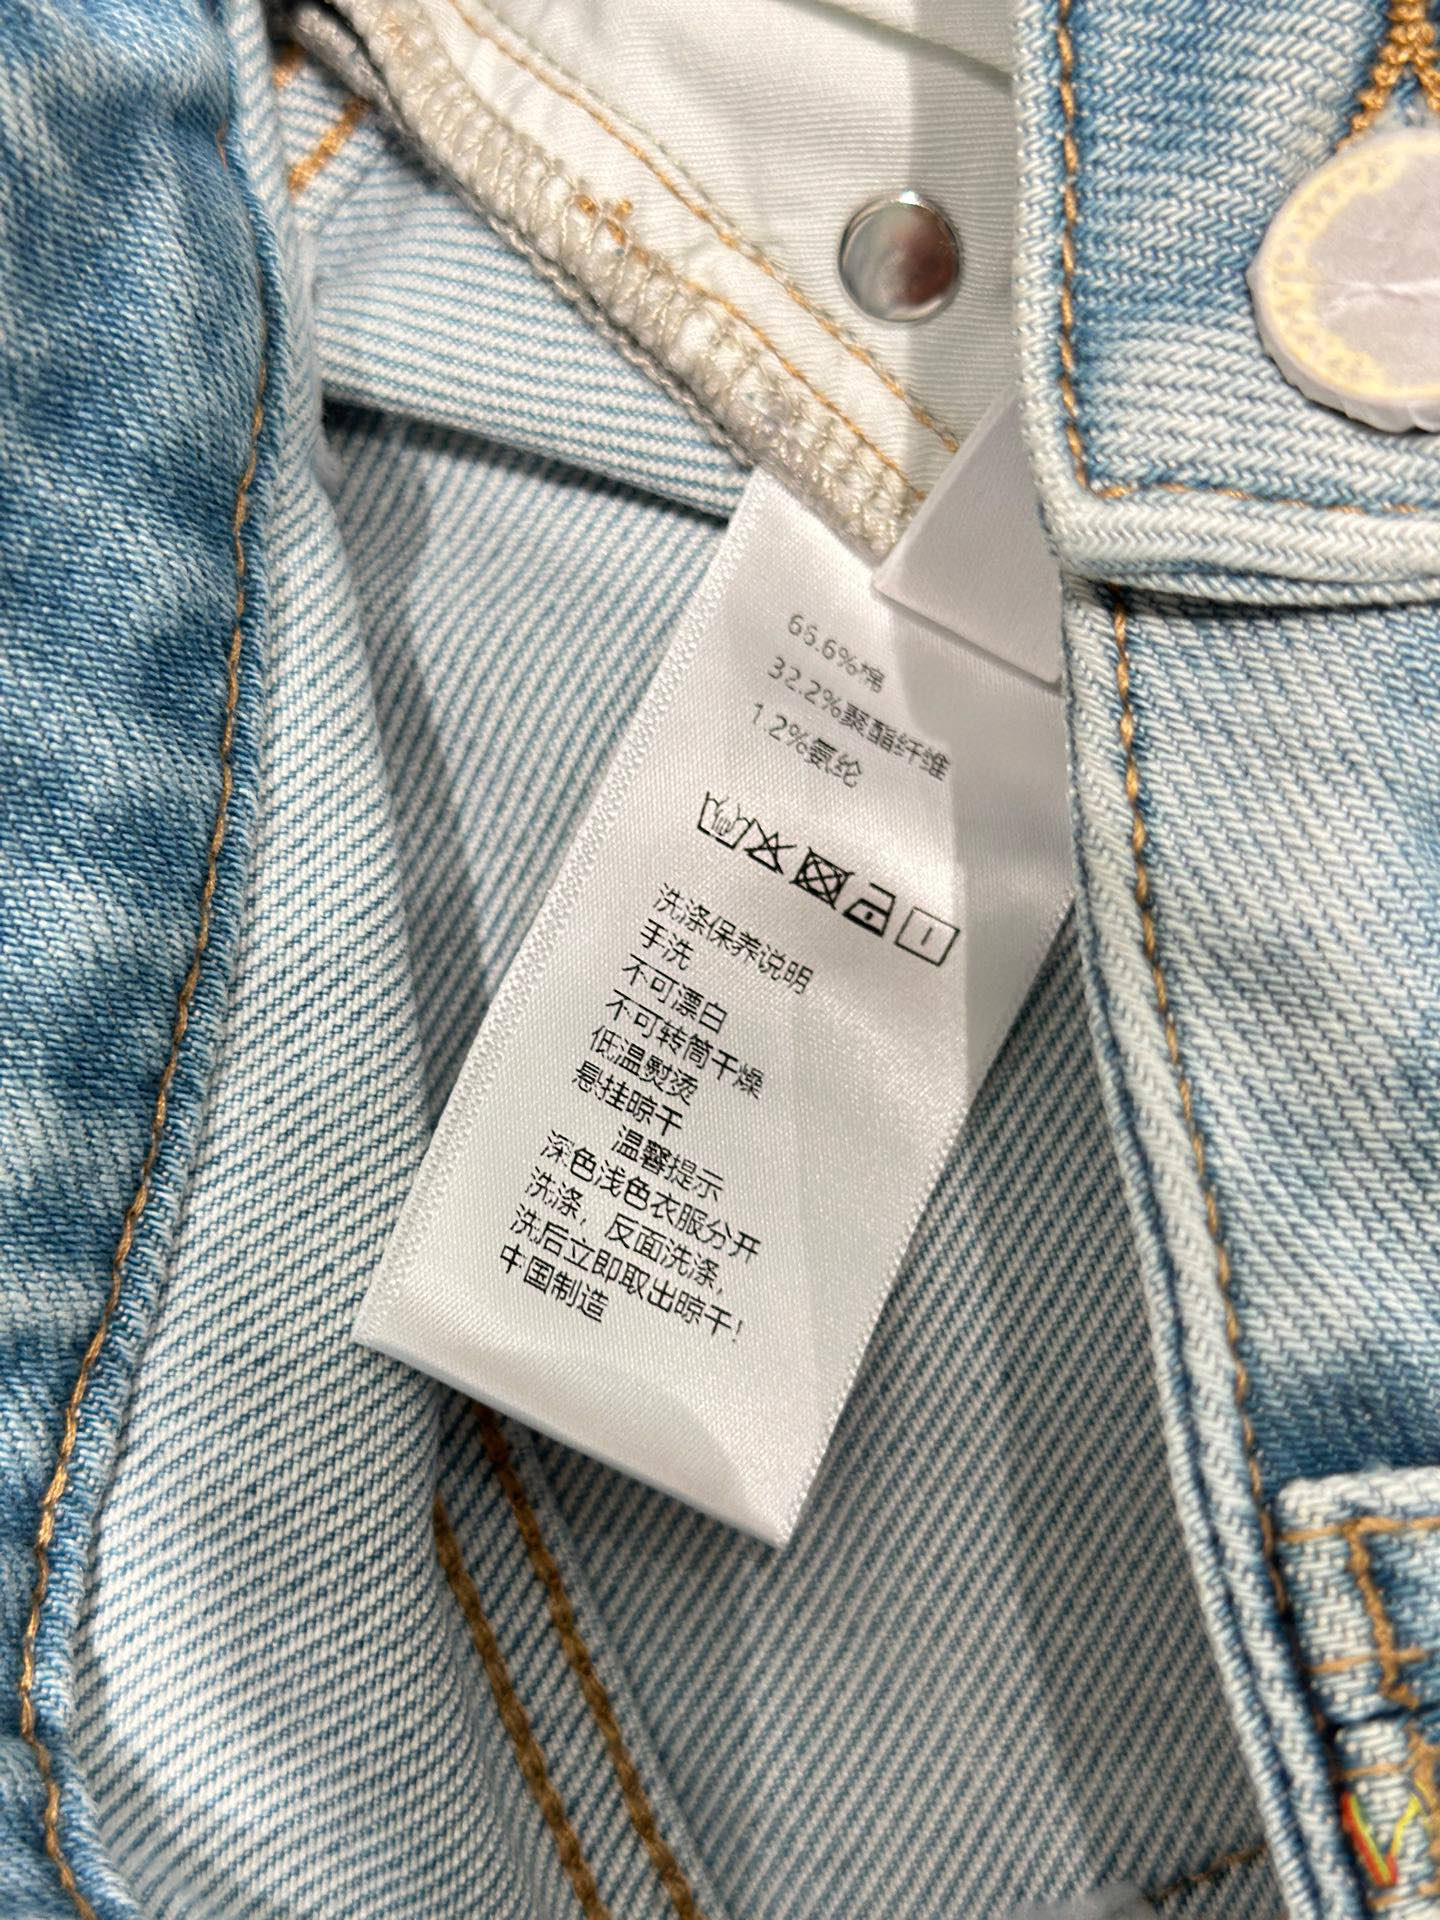 66.6%棉
32.2%聚酯纤维
1.2%氨纶
洗涤保养说明
手洗
不可漂白
不可转筒干燥
低温熨烫
悬挂晾干
温馨提示
深色浅色衣服分开
洗涤，反面洗涤，
洗后立即取出晾干!
中国制造